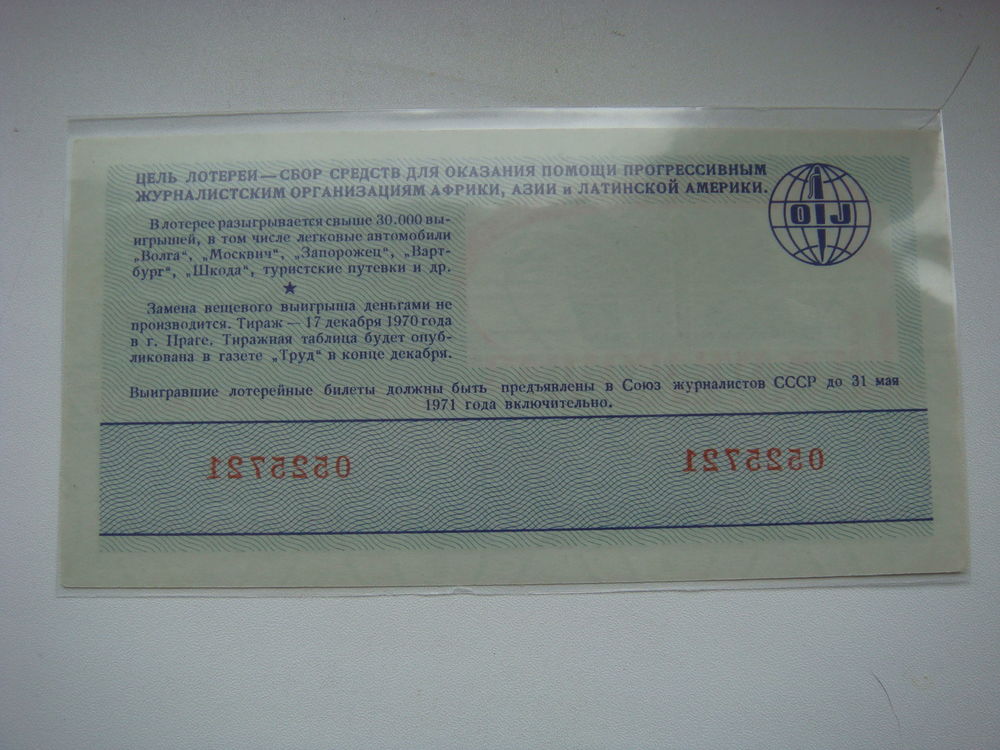 ЦЕЛЬ ЛОТЕРЕИ — СБОР СРЕДСТВ ДЛЯ ОКАЗАНИЯ ПОМОЩИ ПРОГРЕССИВНЫМ
ЖУРНАЛИСТСКИМ ОРГАНИЗАЦИЯМ АФРИКИ, АЗИИ и ЛАТИНСКОЙ АМЕРИКИ.
OIJ
В лотерее разыгрывается свыше 30.000 вы-
игрышей, в том числе легковые автомобили
„Волга“, „Москвич“, „Запорожец“, „Варт-
бург“, „Шкода“, туристские путевки и др.
★
Замена вещевого выигрыша деньгами не
производится. Тираж — 17 декабря 1970 года
в г. Праге. Тиражная таблица будет опуб-
ликована в газете „Труд“ в конце декабря.
Выигравшие лотерейные билеты должны быть предъявлены в Союз журналистов СССР до 31 мая
1971 года включительно.
0525721 0525721